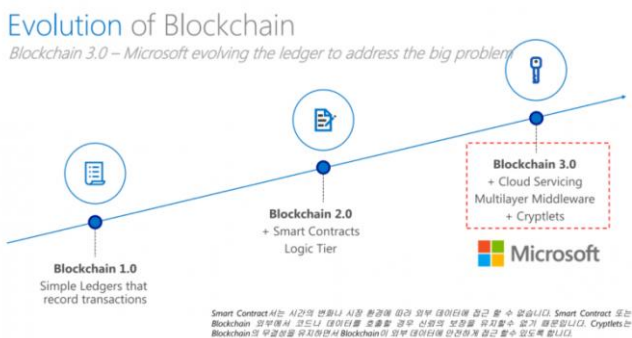 Evolution of Blockchain
Blockchain 3.0 – Microsoft evolving the ledger to address the big problem
Blockchain 3.0
+ Cloud Servicing
Multilayer Middleware
+ Cryptlets
Blockchain 2.0
+ Smart Contracts
Logic Tier
Microsoft
Blockchain 1.0
Simple Ledgers that
record transactions
Smart Contract서는 시간의 변화나 시장 환경에 따라 외부 데이터에 접근 할 수 없습니다. Smart Contract 또는
Blockchain 외부에서 코드나 데이터를 호출할 경우 신뢰의 보장을 유지할수 없기 때문입니다. Cryptlets는
Blockchain의 무결성을 유지하면서 Blockchain이 외부 데이터에 안전하게 접근 할수 있도록 합니다.